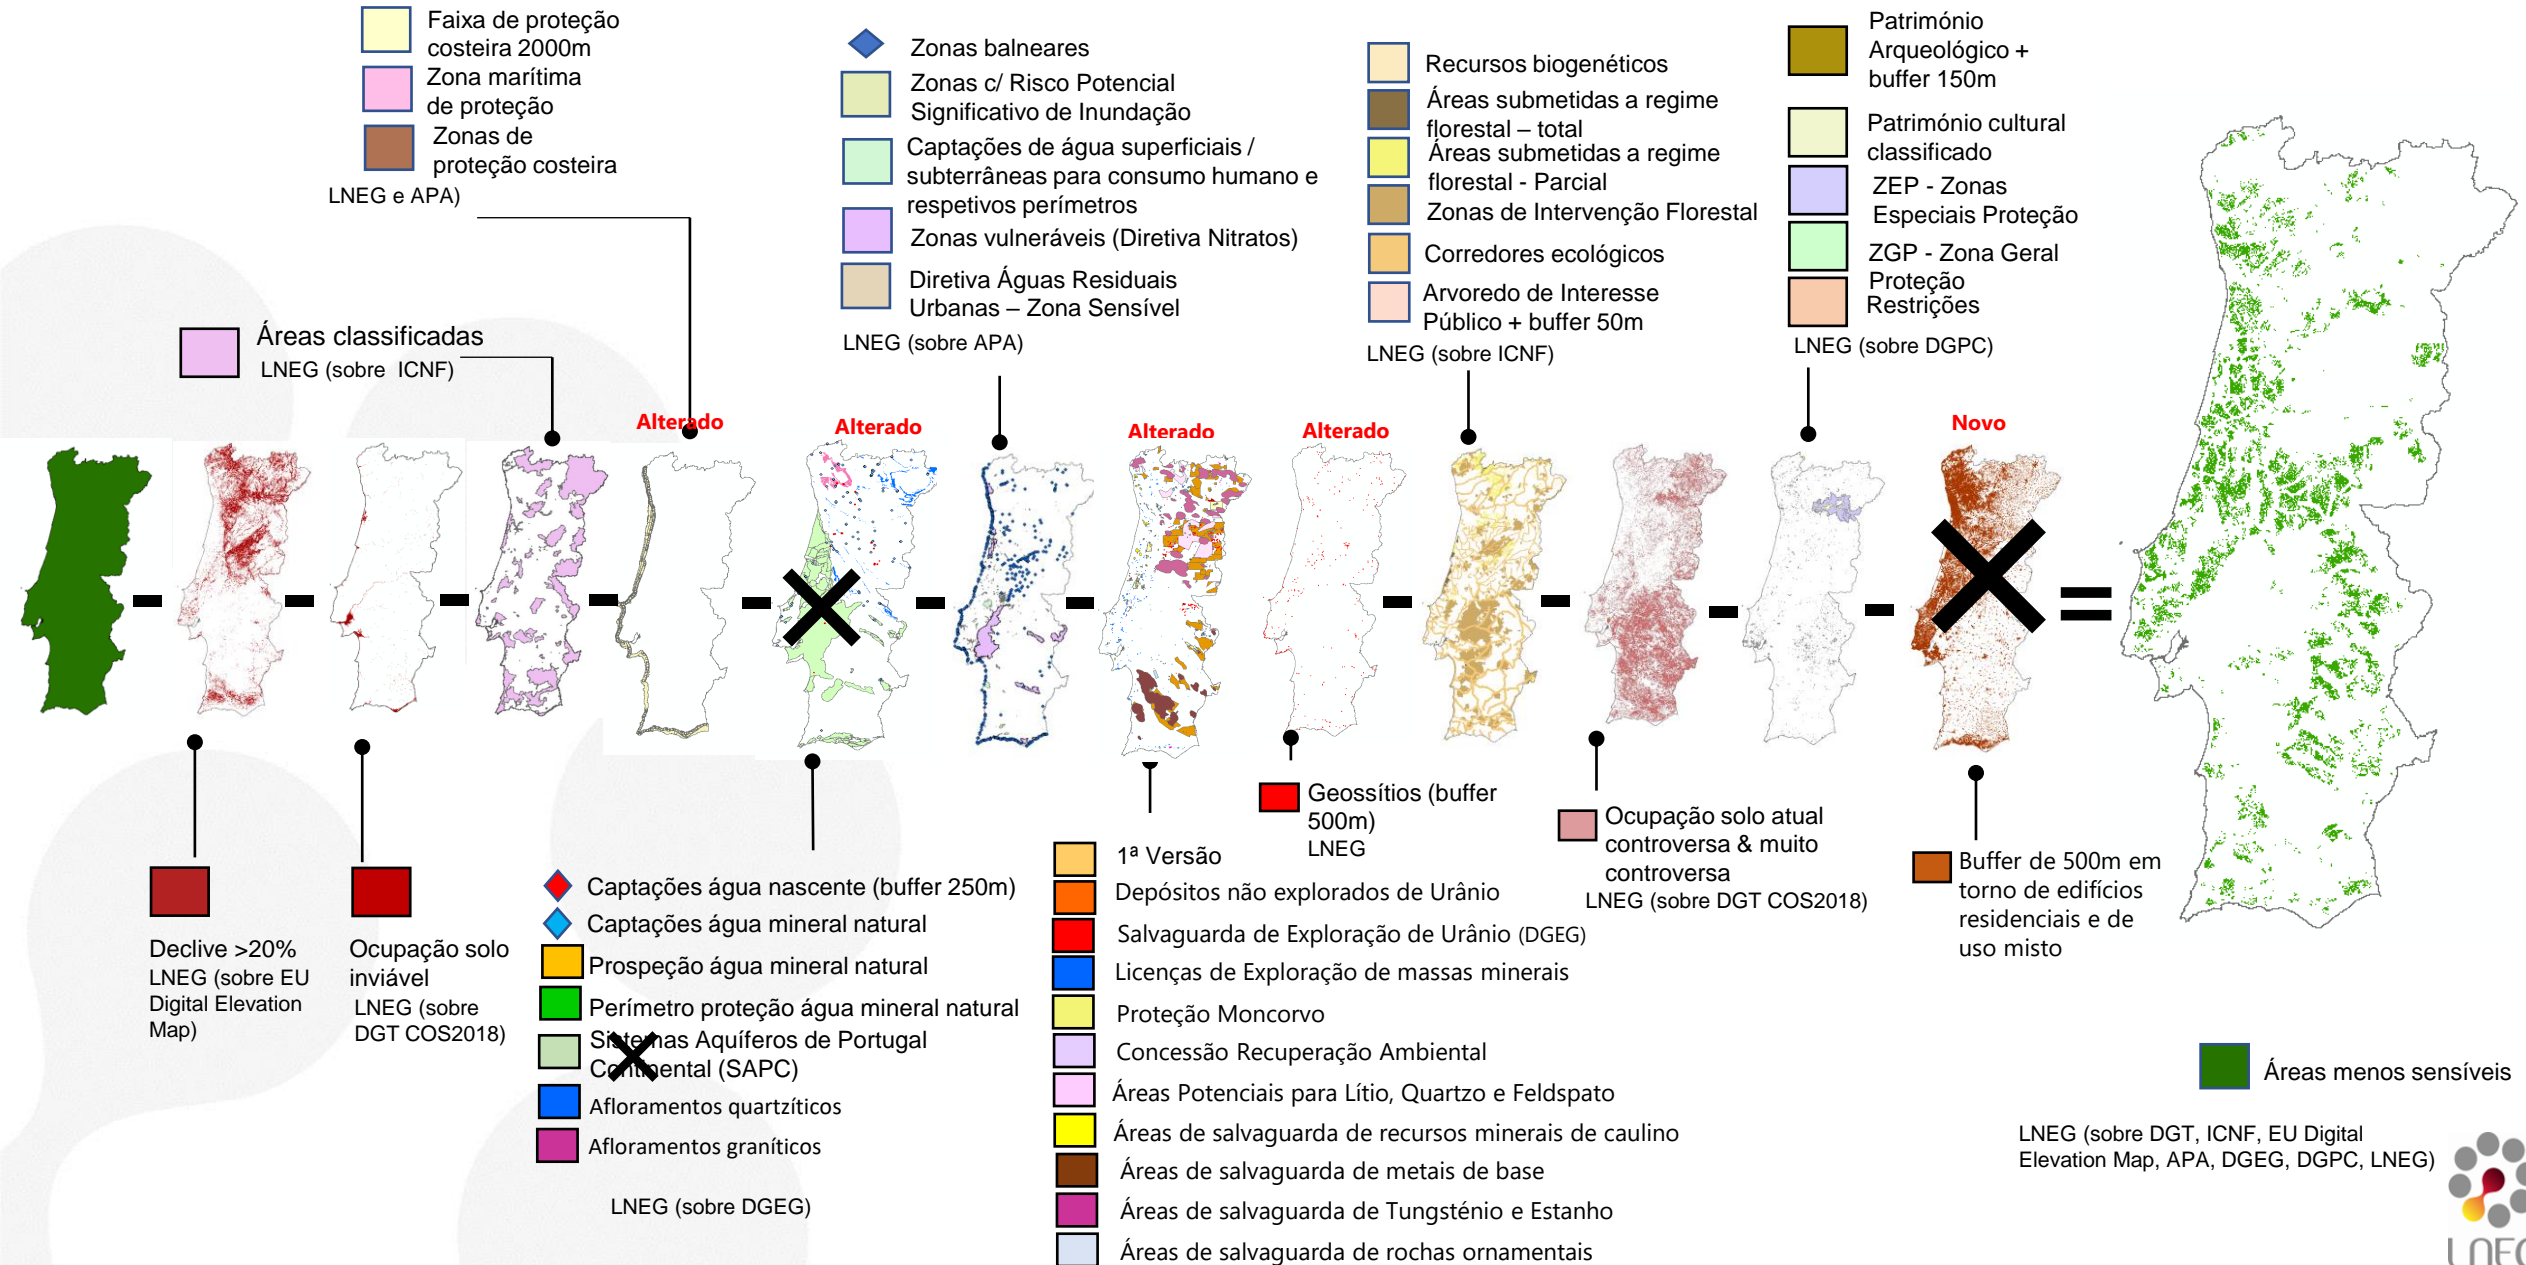 Faixa de proteção
costeira 2000m
Zona marítima
de proteção
Zonas de
proteção costeira
LNEG e APA)
Zonas balneares
Zonas c/ Risco Potencial
Significativo de Inundação
Captações de água superficiais /
subterrâneas para consumo humano e
respetivos perímetros
Zonas vulneráveis (Diretiva Nitratos)
Diretiva Águas Residuais
Urbanas – Zona Sensível
LNEG (sobre APA)
Recursos biogenéticos
Áreas submetidas a regime
florestal – total
Áreas submetidas a regime
florestal - Parcial
Zonas de Intervenção Florestal
Corredores ecológicos
Arvoredo de Interesse
Público + buffer 50m
LNEG (sobre ICNF)
Património
Arqueológico +
buffer 150m
Património cultural
classificado
ZEP - Zonas
Especiais Proteção
ZGP - Zona Geral
Proteção
Restrições
LNEG (sobre DGPC)
Áreas classificadas
LNEG (sobre ICNF)
Alterado
Alterado
Alterado
Alterado
Novo
Declive >20%
LNEG (sobre EU
Digital Elevation
Map)
Ocupação solo
inviável
LNEG (sobre
DGT COS2018)
Captações água nascente (buffer 250m)
Captações água mineral natural
Prospeção água mineral natural
Perímetro proteção água mineral natural
Sistemas Aquíferos de Portugal
Continental (SAPC)
Afloramentos quartzíticos
Afloramentos graníticos
LNEG (sobre DGEG)
1ª Versão
Depósitos não explorados de Urânio
Salvaguarda de Exploração de Urânio (DGEG)
Licenças de Exploração de massas minerais
Proteção Moncorvo
Concessão Recuperação Ambiental
Áreas Potenciais para Lítio, Quartzo e Feldspato
Áreas de salvaguarda de recursos minerais de caulino
Áreas de salvaguarda de metais de base
Áreas de salvaguarda de Tungsténio e Estanho
Áreas de salvaguarda de rochas ornamentais
Geossítios (buffer
500m)
LNEG
Ocupação solo atual
controversa & muito
controversa
LNEG (sobre DGT COS2018)
Buffer de 500m em
torno de edifícios
residenciais e de
uso misto
Áreas menos sensíveis
LNEG (sobre DGT, ICNF, EU Digital
Elevation Map, APA, DGEG, DGPC, LNEG)
LNEG